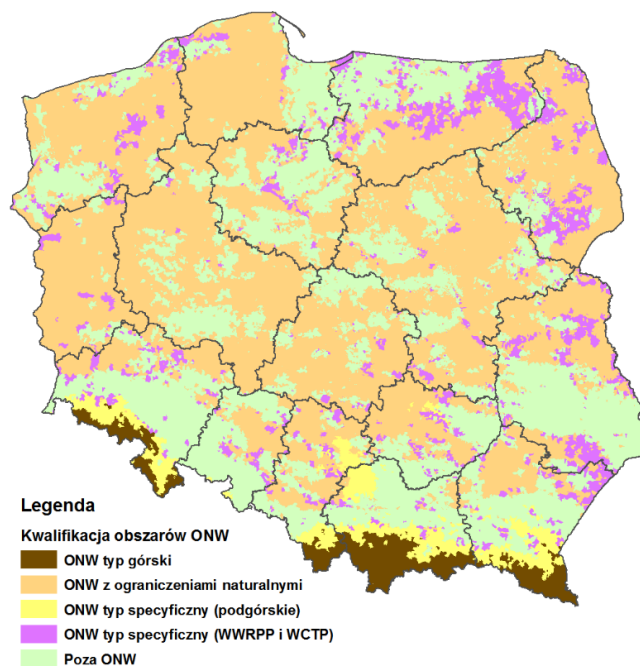 Legenda
Kwalifikacja obszarów ONW
ONW typ górski
ONW z ograniczeniami naturalnymi
ONW typ specyficzny (podgórskie)
ONW typ specyficzny (WWRPP i WCTP)
Poza ONW